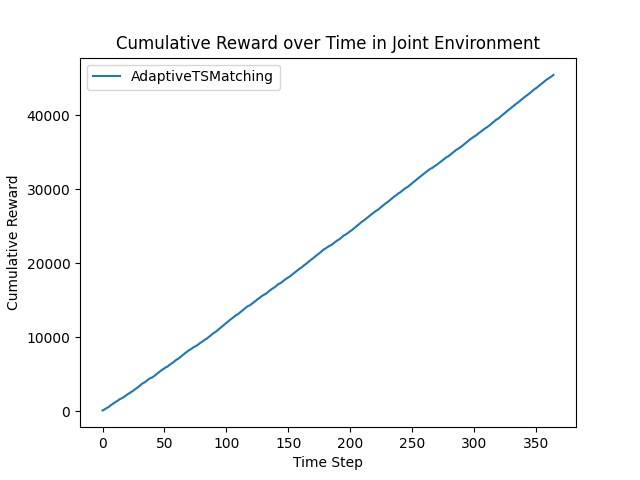 Cumulative Reward over Time in Joint Environment
AdaptiveTSMatching
40000
30000
20000
10000
0
Cumulative Reward
0 50 100 150 200 250 300 350
Time Step